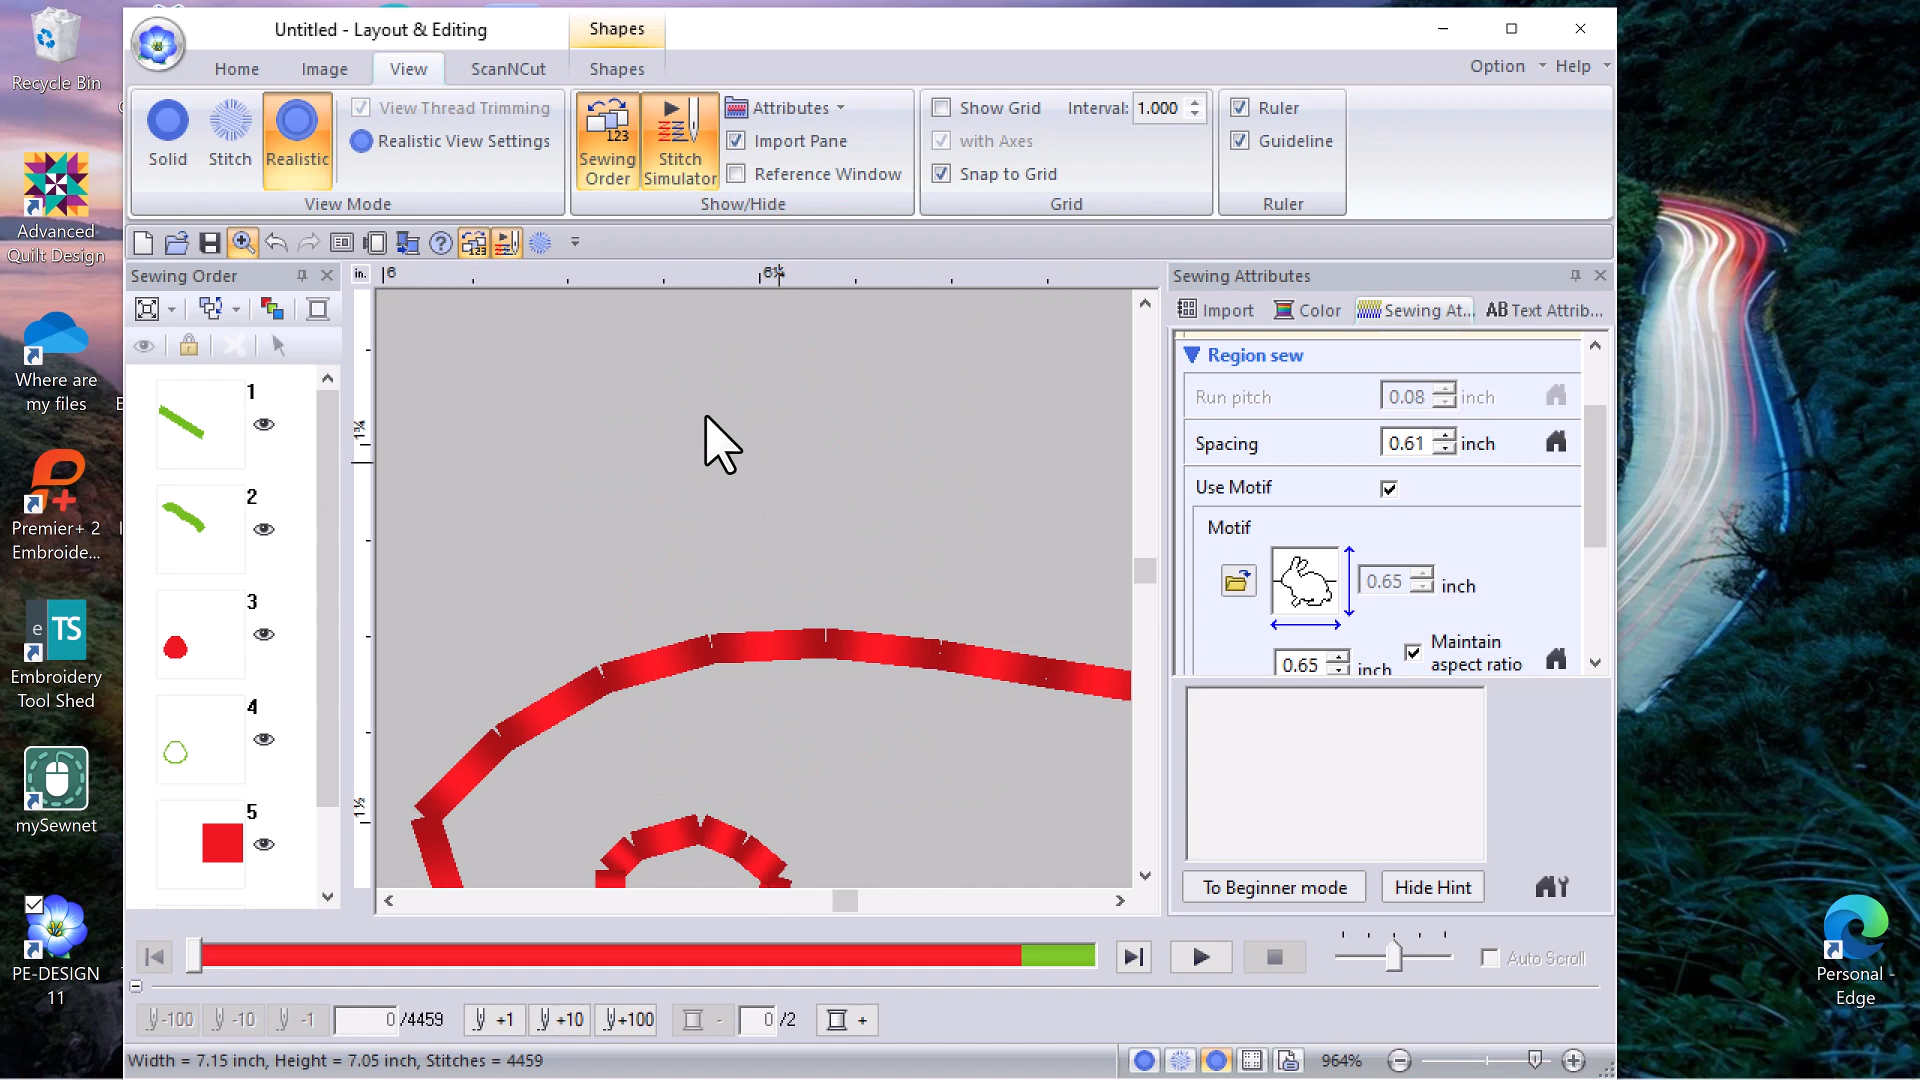 Untitled - Layout & Editing
Shapes
Home
Image
View
ScanNCut
Shapes
Option
Help
Solid
Stitch
Realistic
View Thread Trimming
Realistic View Settings
View Mode
Sewing
Order
Stitch
Simulator
Attributes
Import Pane
Reference Window
Show/Hide
Show Grid
Interval:
1.000
with Axes
Snap to Grid
Grid
Ruler
Guideline
Ruler
Sewing Order
in.
6
1
2
3
4
5
Sewing Attributes
Import
Color
Sewing At...
AB Text Attrib...
Region sew
Run pitch
0.08
inch
Spacing
0.61
inch
Use Motif
Motif
0.65
inch
0.65
inch
Maintain
aspect ratio
To Beginner mode
Hide Hint
Auto Scroll
-100
-10
-1
0
/4459
+1
+10
+100
-
0
/2
+
Width = 7.15 inch, Height = 7.05 inch, Stitches = 4459
964%
Recycle Bin
Advanced
Quilt Design
Where are
my files
Premier+ 2
Embroide...
e TS
Embroidery
Tool Shed
mySewnet
PE-DESIGN
11
Personal -
Edge